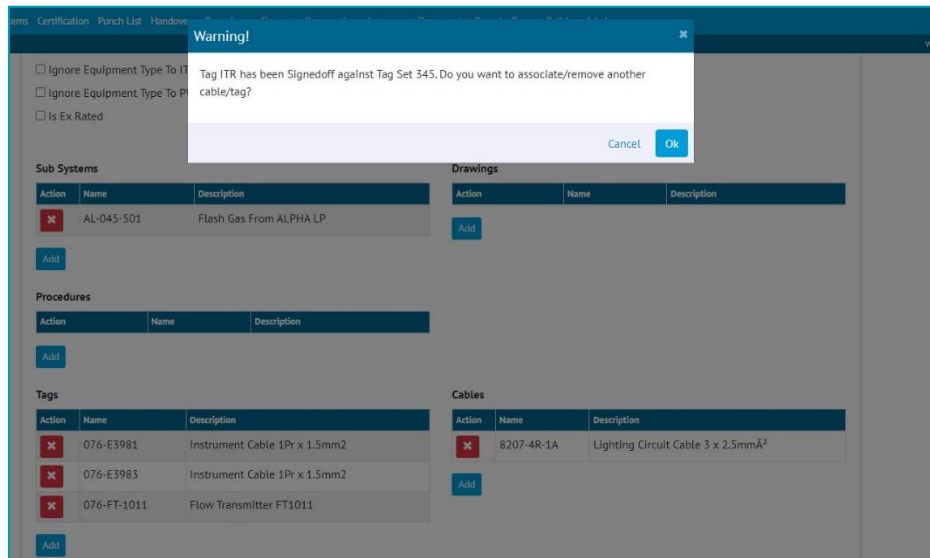 Certification Punch List Handove
Warning!
Tag ITR has been Signedoff against Tag Set 345. Do you want to associate/remove another
cable/tag?
Cancel Ok
Ignore Equipment Type To
Ignore Equipment Type To
Is Ex Rated
Sub Systems
Action Name Description
AL-045-501 Flash Gas From ALPHA LP
Add
Drawings
Action Name Description
Add
Procedures
Action Name Description
Add
Tags
Action Name Description
076-E3981 Instrument Cable 1Pr x 1.5mm2
076-E3983 Instrument Cable 1Pr x 1.5mm2
076-FT-1011 Flow Transmitter FT1011
Add
Cables
Action Name Description
8207-4R-1A Lighting Circuit Cable 3 x 2.5mmÂ²
Add